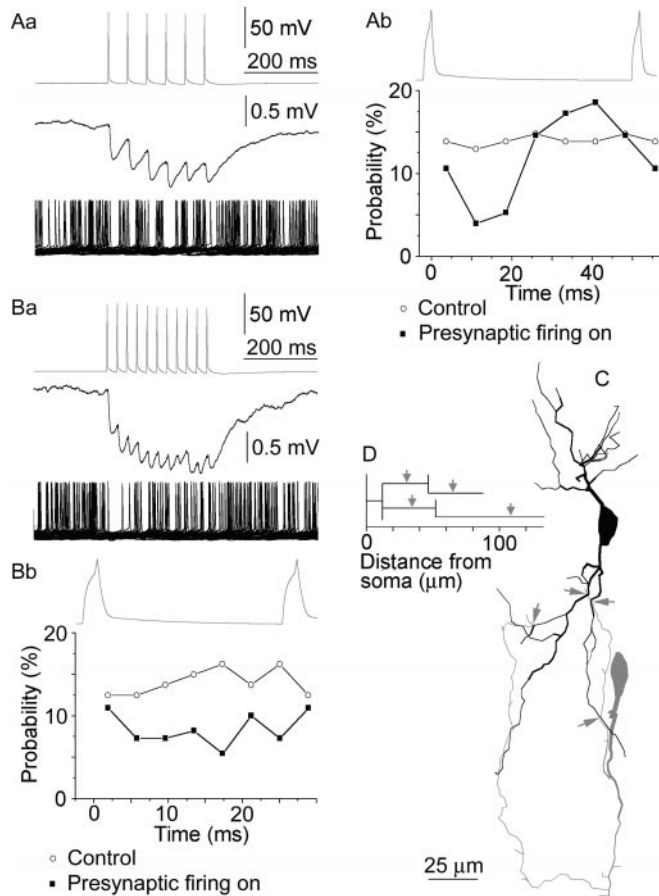 Aa
50 mV
200 ms
0.5 mV
Ab
20
10
0
Probability (%)
0 20 40
Time (ms)
Control
Presynaptic firing on
Ba
50 mV
200 ms
0.5 mV
Bb
20
10
0
Probability (%)
0 10 20
Time (ms)
Control
Presynaptic firing on
C
D
0 100
Distance from
soma (μm)
25 μm